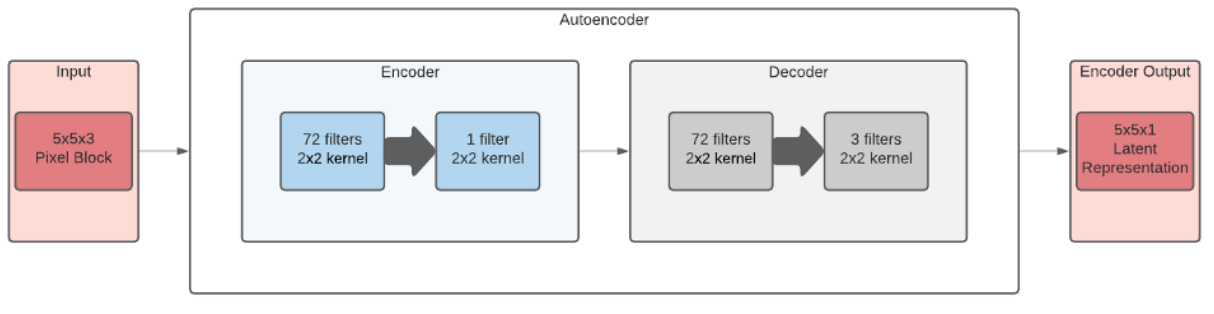 Autoencoder
Input
5x5x3
Pixel Block
Encoder
72 filters
2x2 kernel
1 filter
2x2 kernel
Decoder
72 filters
2x2 kernel
3 filters
2x2 kernel
Encoder Output
5x5x1
Latent
Representation